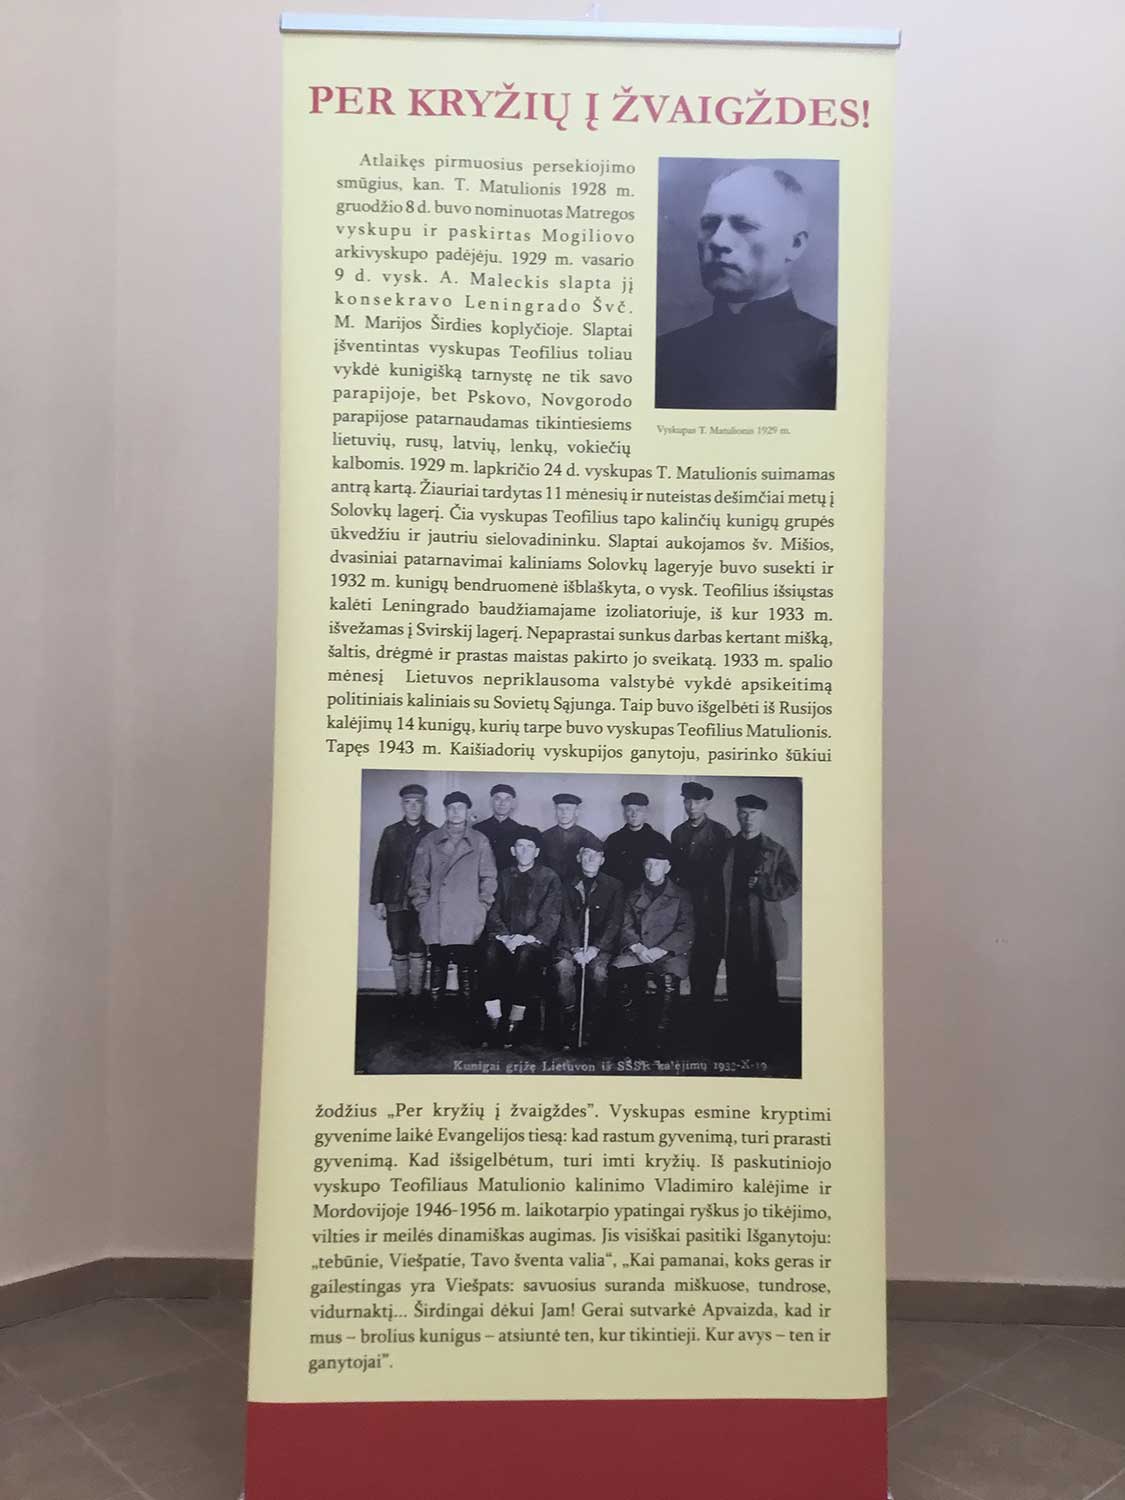 PER KRYŽIŲ Į ŽVAIGŽDES!
Atlaikęs pirmuosius persekiojimo
smūgius, kan. T. Matulionis 1928 m.
gruodžio 8 d. buvo nominuotas Matregos
vyskupu ir paskirtas Mogiliovo
arkivyskupo padėjėju. 1929 m. vasario
9 d. vysk. A. Maleckis slapta jį
konsekravo Leningrado Švč.
M. Marijos Širdies koplyčioje. Slaptai
įšventintas vyskupas Teofilius toliau
vykdė kunigišką tarnystę ne tik savo
parapijoje, bet Pskovo, Novgorodo
parapijose patarnaudamas tikintiesiems
lietuvių, rusų, latvių, lenkų, vokiečių
kalbomis. 1929 m. lapkričio 24 d. vyskupas T. Matulionis suimamas
antrą kartą. Žiauriai tardytas 11 mėnesių ir nuteistas dešimčiai metų į
Solovkų lagerį. Čia vyskupas Teofilius tapo kalinčių kunigų grupės
ūkvedžiu ir jautriu sielovadininku. Slaptai aukojamos šv. Mišios,
dvasiniai patarnavimai kaliniams Solovkų lageryje buvo susekti ir
1932 m. kunigų bendruomenė išblaškyta, o vysk. Teofilius išsiųstas
kalėti Leningrado baudžiamajame izoliatoriuje, iš kur 1933 m.
išvežamas į Svirskij lagerį. Nepaprastai sunkus darbas kertant mišką,
šaltis, drėgmė ir prastas maistas pakirto jo sveikatą. 1933 m. spalio
mėnesį Lietuvos nepriklausoma valstybė vykdė apsikeitimą
politiniais kaliniais su Sovietų Sąjunga. Taip buvo išgelbėti iš Rusijos
kalėjimų 14 kunigų, kurių tarpe buvo vyskupas Teofilius Matulionis.
Tapęs 1943 m. Kaišiadorių vyskupijos ganytoju, pasirinko šūkiui
Vyskupas T. Matulionis 1929 m.
Kunigai grįžę Lietuvon iš SSSR kalėjimų 1933-X-19
žodžius „Per kryžių į žvaigždes”. Vyskupas esmine kryptimi
gyvenime laikė Evangelijos tiesą: kad rastum gyvenimą, turi prarasti
gyvenimą. Kad išsigelbėtum, turi imti kryžių. Iš paskutiniojo
vyskupo Teofiliaus Matulionio kalinimo Vladimiro kalėjime ir
Mordovijoje 1946-1956 m. laikotarpio ypatingai ryškus jo tikėjimo,
vilties ir meilės dinamiškas augimas. Jis visiškai pasitiki Išganytoju:
„tebūnie, Viešpatie, Tavo šventa valia“, „Kai pamanai, koks geras ir
gailestingas yra Viešpats: savuosius suranda miškuose, tundrose,
vidurnaktį... Širdingai dėkui Jam! Gerai sutvarkė Apvaizda, kad ir
mus – brolius kunigus – atsiuntė ten, kur tikintieji. Kur avys – ten ir
ganytojai”.